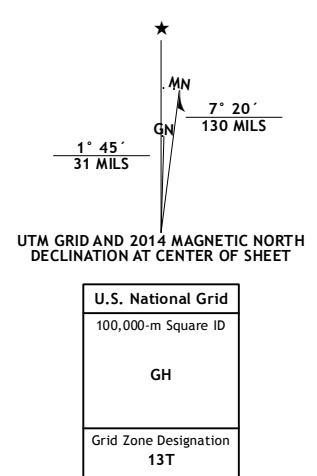 ★
MN
7° 20´
130 MILS
GN
1° 45´
31 MILS
UTM GRID AND 2014 MAGNETIC NORTH
DECLINATION AT CENTER OF SHEET
U.S. National Grid
100,000-m Square ID
GH
Grid Zone Designation
13T